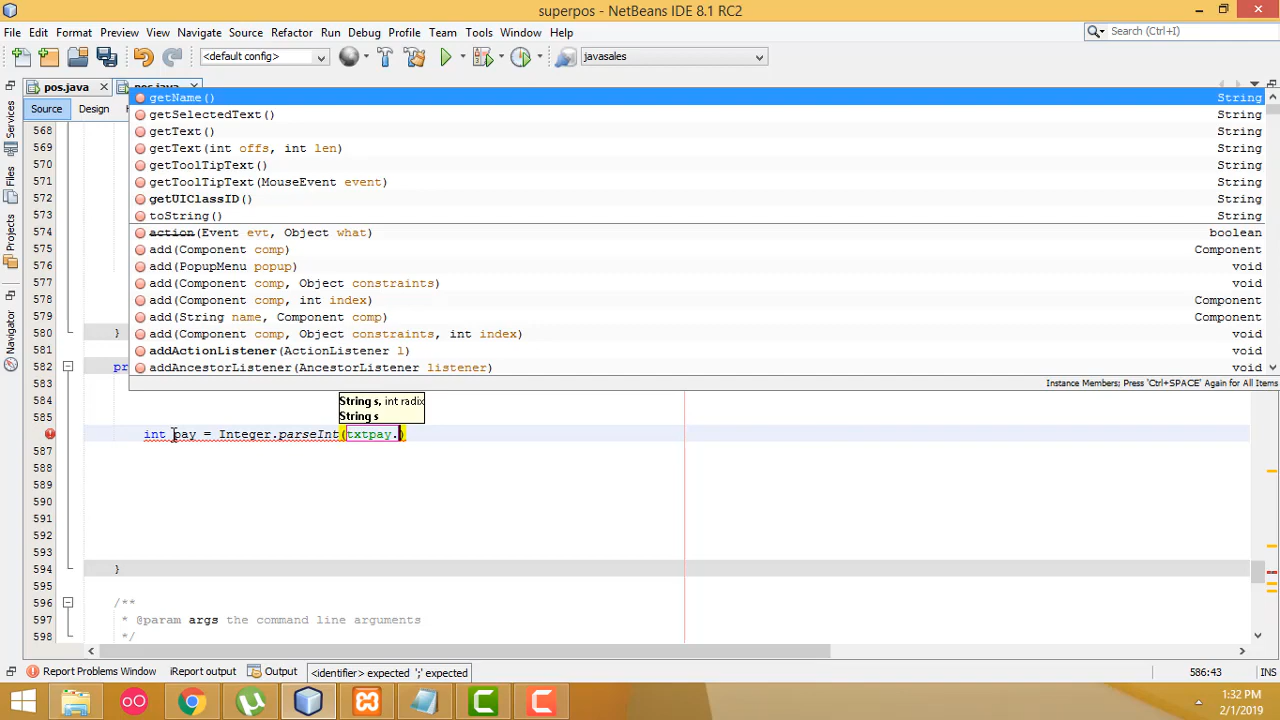 superpos - NetBeans IDE 8.1 RC2
File Edit Format Preview View Navigate Source Refactor Run Debug Profile Team Tools Window Help
Search (Ctrl+I)
<default config>
javasales
pos.java
pos.java
Source Design
getName() String
getSelectedText() String
getText() String
getText(int offs, int len) String
getToolTipText() String
getToolTipText(MouseEvent event) String
getUIClassID() String
toString() String
action(Event evt, Object what) boolean
add(Component comp) Component
add(PopupMenu popup) void
add(Component comp, Object constraints) void
add(Component comp, int index) Component
add(String name, Component comp) Component
add(Component comp, Object constraints, int index) void
addActionListener(ActionListener l) void
addAncestorListener(AncestorListener listener) void
Instance Members; Press 'Ctrl+SPACE' Again for All Items
Services
Files
Projects
Navigator
568
569
570
571
572
573
574
575
576
577
578
579
580 }
581
582 pr
583
584
585
String s, int radix
String s
int pay = Integer.parseInt(txtpay.)
587
588
589
590
591
592
593
594 }
595
596 /**
597 * @param args the command line arguments
598 */
Report Problems Window iReport output Output <identifier> expected ';' expected 586:43 INS
1:32 PM
2/1/2019